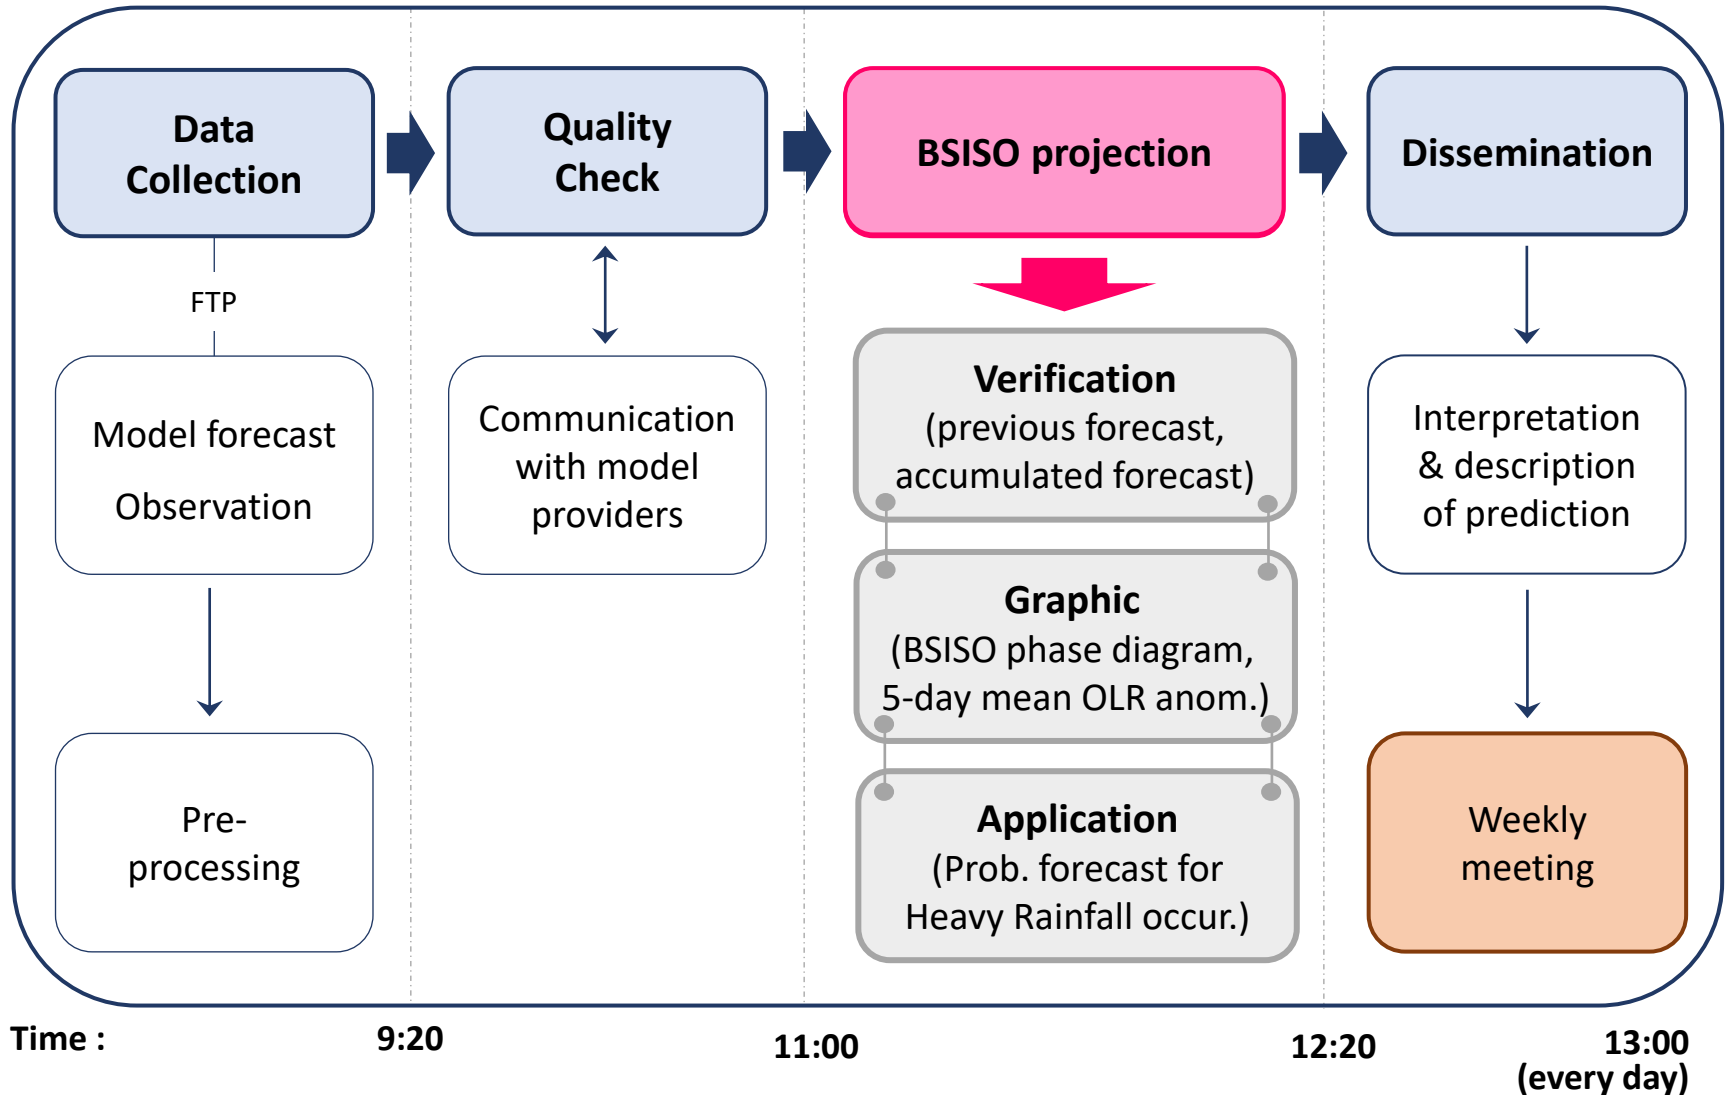 Data
Collection
Quality
Check
BSISO projection
Dissemination
FTP
Model forecast
Observation
Pre-
processing
Communication
with model
providers
Verification
(previous forecast,
accumulated forecast)
Graphic
(BSISO phase diagram,
5-day mean OLR anom.)
Application
(Prob. forecast for
Heavy Rainfall occur.)
Interpretation
& description
of prediction
Weekly
meeting
Time :
9:20
11:00
12:20
13:00
(every day)